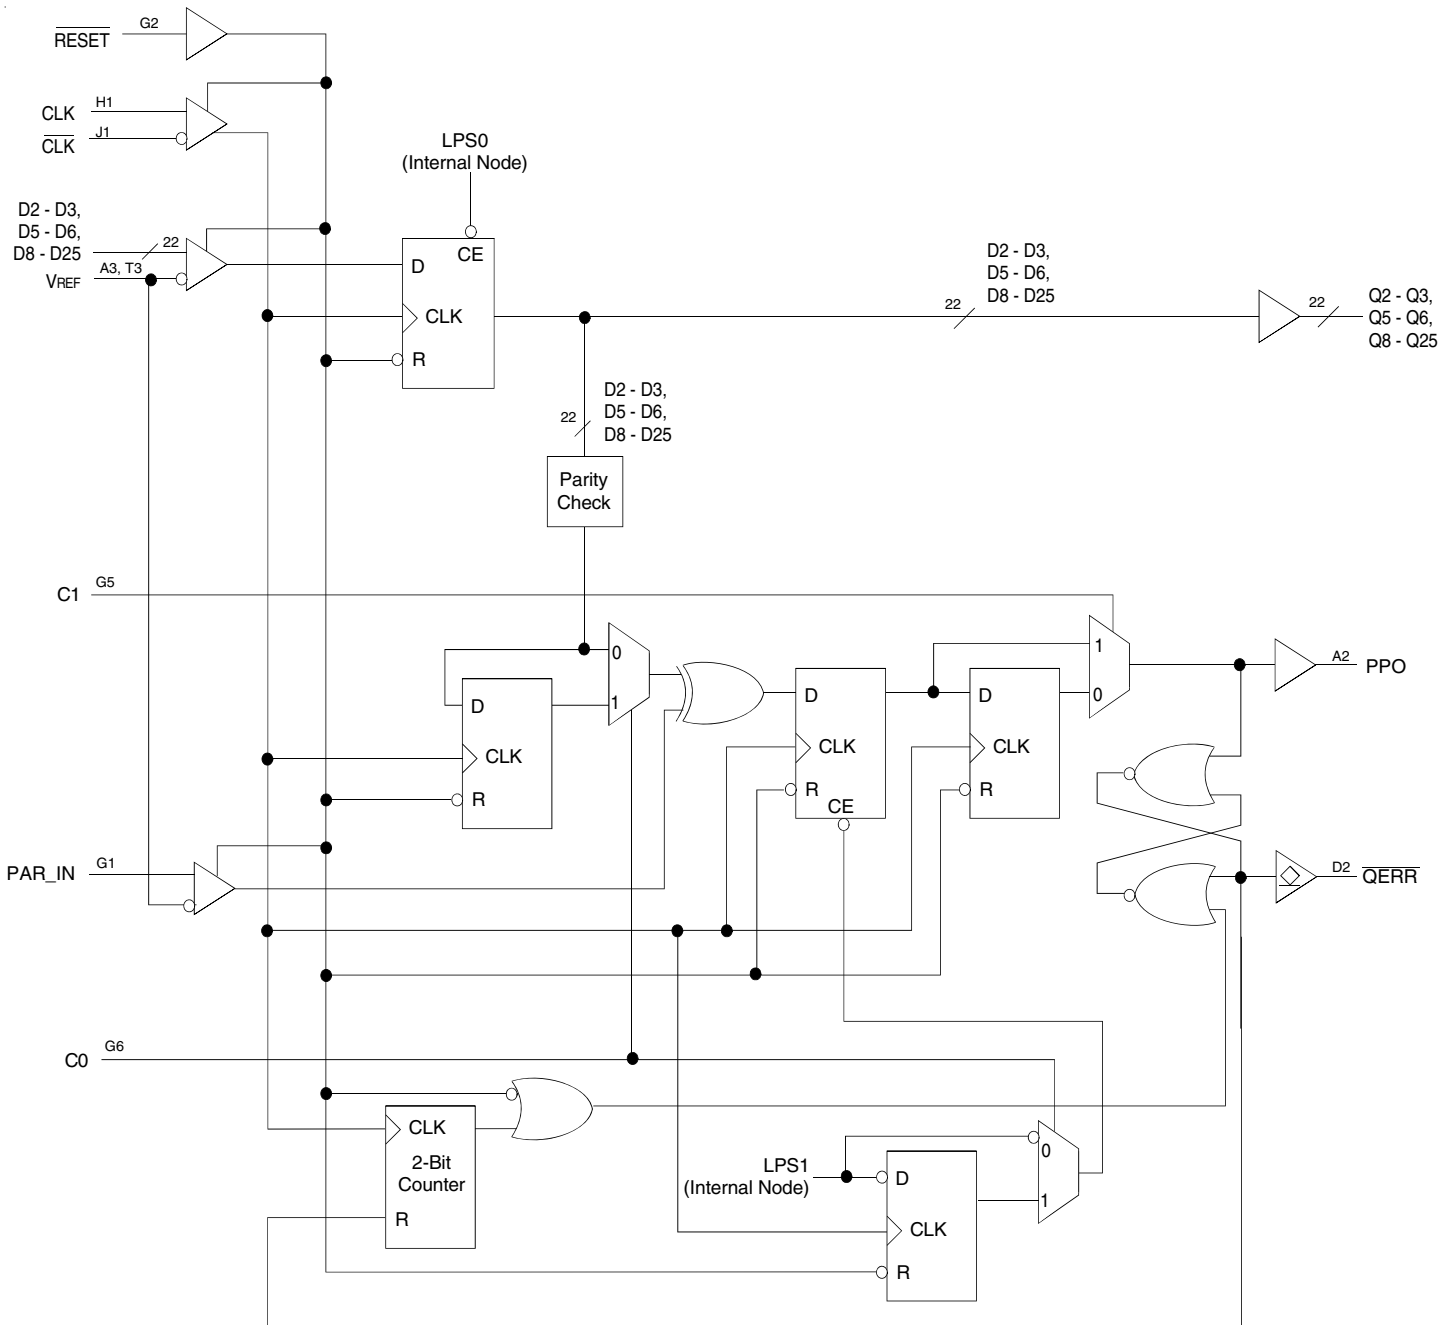 RESET
G2
CLK
H1
CLK
J1
LPS0
(Internal Node)
D2 - D3,
D5 - D6,
D8 - D25
22
VREF
A3, T3
CE
D
CLK
R
D2 - D3,
D5 - D6,
D8 - D25
22
22
Q2 - Q3,
Q5 - Q6,
Q8 - Q25
22
D2 - D3,
D5 - D6,
D8 - D25
Parity
Check
C1
G5
0
1
D
CLK
R
D
CLK
R
CE
D
CLK
R
1
0
A2
PPO
PAR_IN
G1
D2
QERR
C0
G6
CLK
2-Bit
Counter
R
LPS1
(Internal Node)
D
CLK
R
0
1